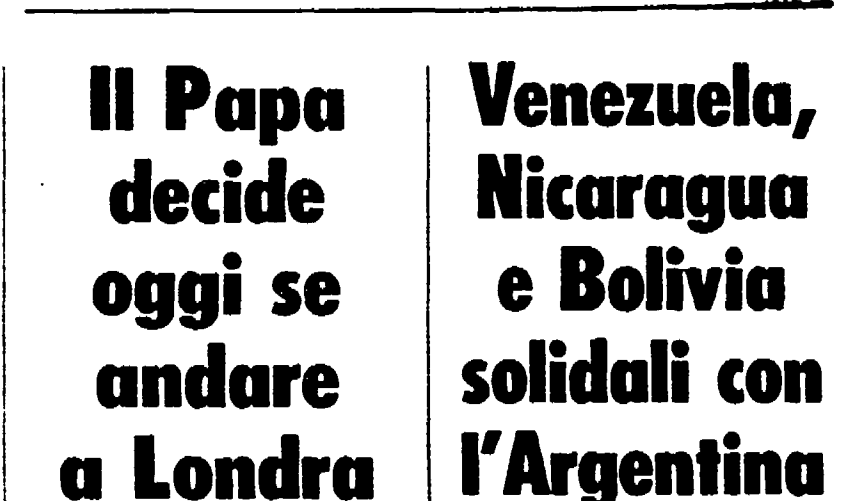 Il Papa
decide
oggi se
andare
a Londra
Venezuela,
Nicaragua
e Bolivia
solidali con
l'Argentina